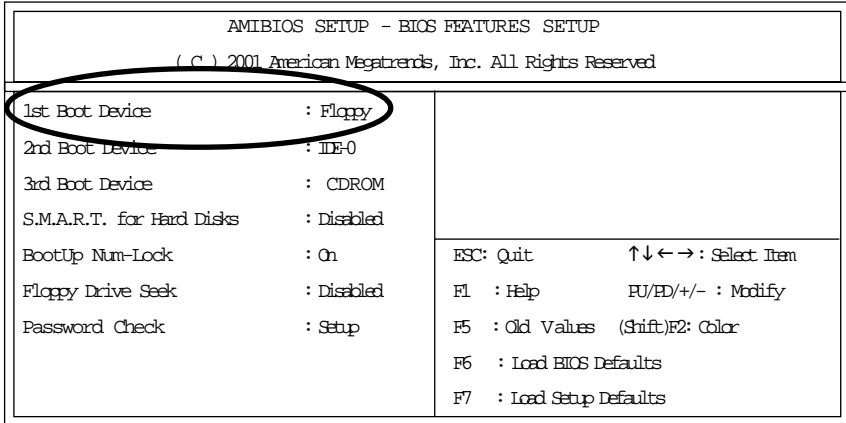 AMIBIOS SETUP - BIOS FEATURES SETUP
( C ) 2001 American Megatrends, Inc. All Rights Reserved
1st Boot Device : Floppy
2nd Boot Device : IDE-0
3rd Boot Device : CDROM
S.M.A.R.T. for Hard Disks : Disabled
BootUp Num-Lock : On
Floppy Drive Seek : Disabled
Password Check : Setup
ESC: Quit ↑↓←→: Select Item
F1 : Help PU/PD/+/- : Modify
F5 : Old Values (Shift)F2: Color
F6 : Load BIOS Defaults
F7 : Load Setup Defaults